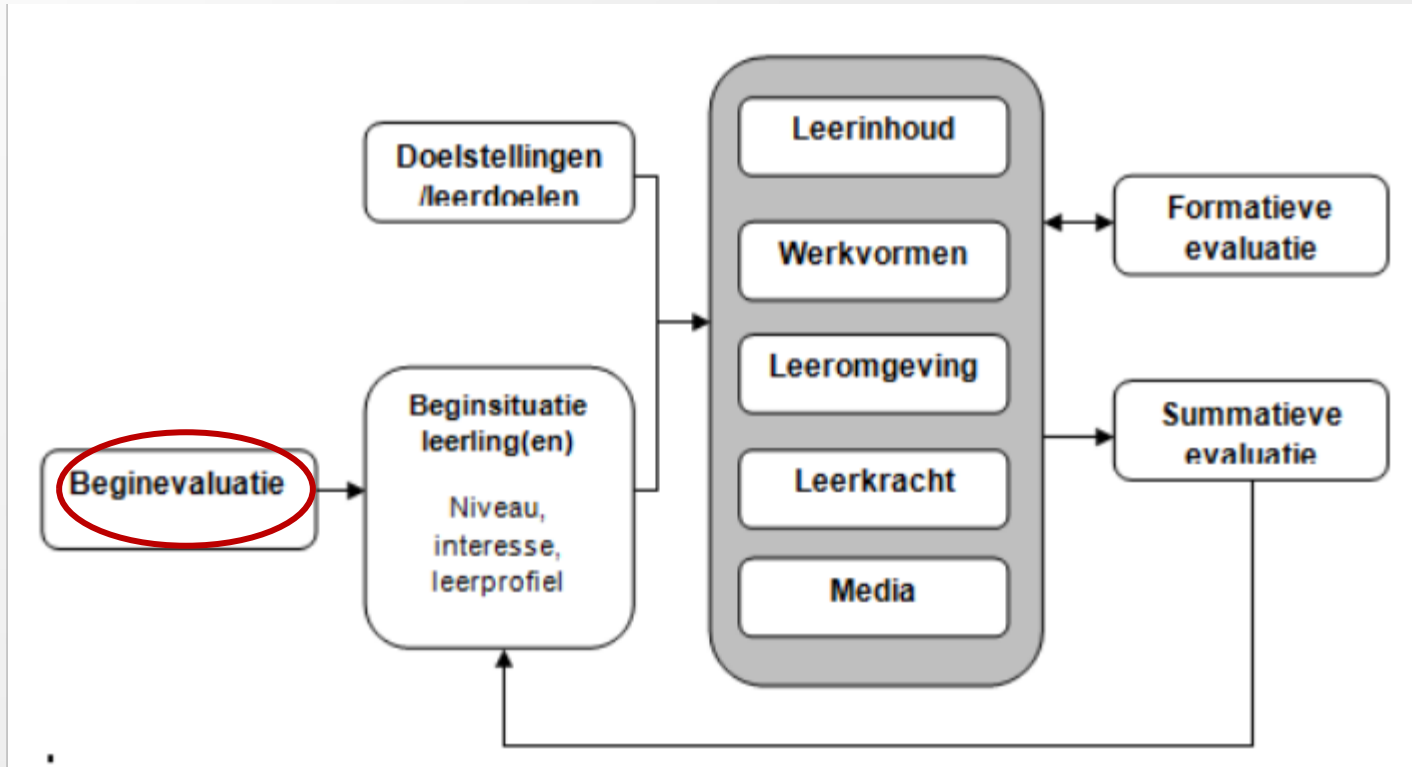 Doelstellingen
/leerdoelen
Beginevaluatie
Beginsituatie
leerling(en)
Niveau,
interesse,
leerprofiel
Leerinhoud
Werkvormen
Leeromgeving
Leerkracht
Media
Formatieve
evaluatie
Summatieve
evaluatie